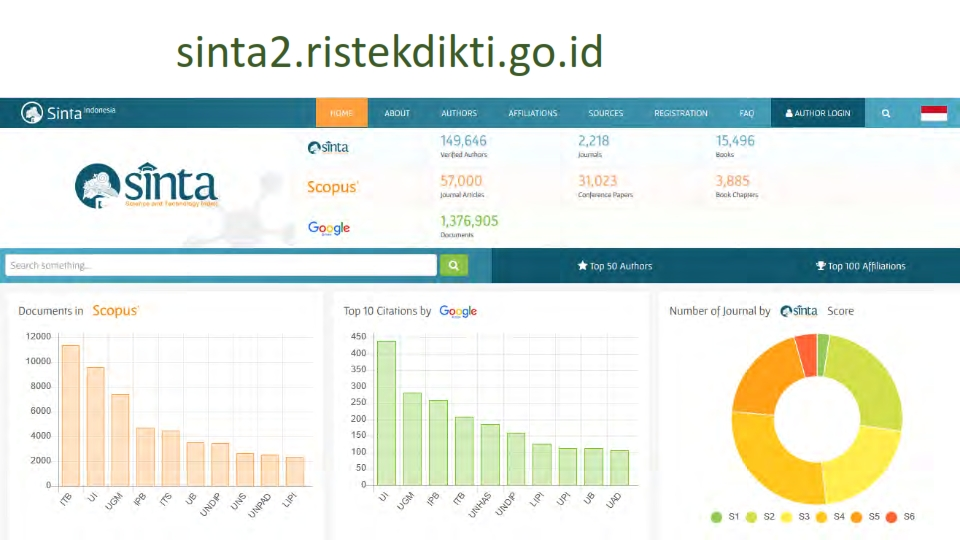 sinta2.ristekdikti.go.id
Sinta Indonesia
HOME ABOUT AUTHORS AFFILIATIONS SOURCES REGISTRATION FAQ AUTHOR LOGIN
sinta
149,646
Verified Authors
2,218
Journals
15,496
Books
sinta
Science and Technology Index
Scopus
57,000
Journal Articles
31,023
Conference Papers
3,885
Book Chapters
Google
1,376,905
Documents
Search something...
Top 50 Authors
Top 100 Affiliations
Documents in Scopus
12000
10000
8000
6000
4000
2000
0
ITB UI UGM IPB ITS UB UNDIP UNS UNPAD LIPI
Top 10 Citations by Google
450
400
350
300
250
200
150
100
50
0
UI UGM IPB ITB UNHAS UNDIP LIPI UPI UB UAD
Number of Journal by sinta Score
S1 S2 S3 S4 S5 S6